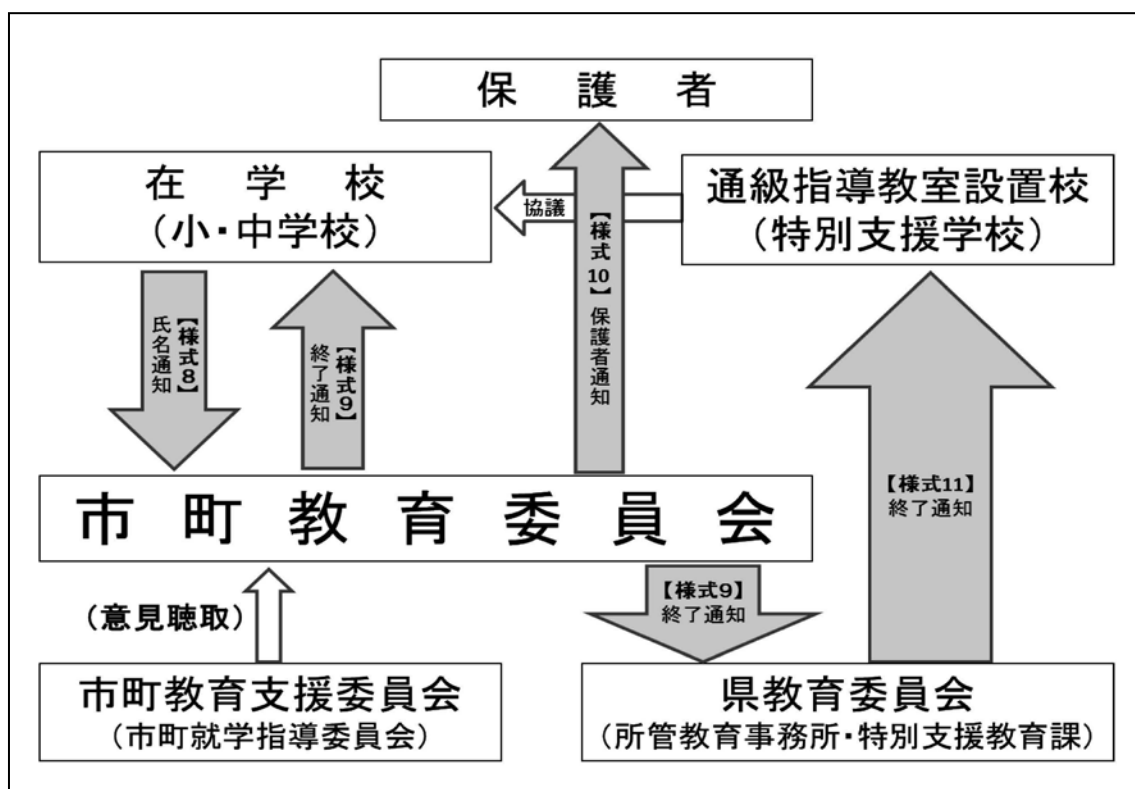 保護者
在学校
（小・中学校）
協議
通級指導教室設置校
（特別支援学校）
【様式10】保護者通知
【様式8】
氏名通知
【様式9】
終了通知
【様式11】
終了通知
市町教育委員会
（意見聴取）
【様式9】
終了通知
市町教育支援委員会
（市町就学指導委員会）
県教育委員会
（所管教育事務所・特別支援教育課）